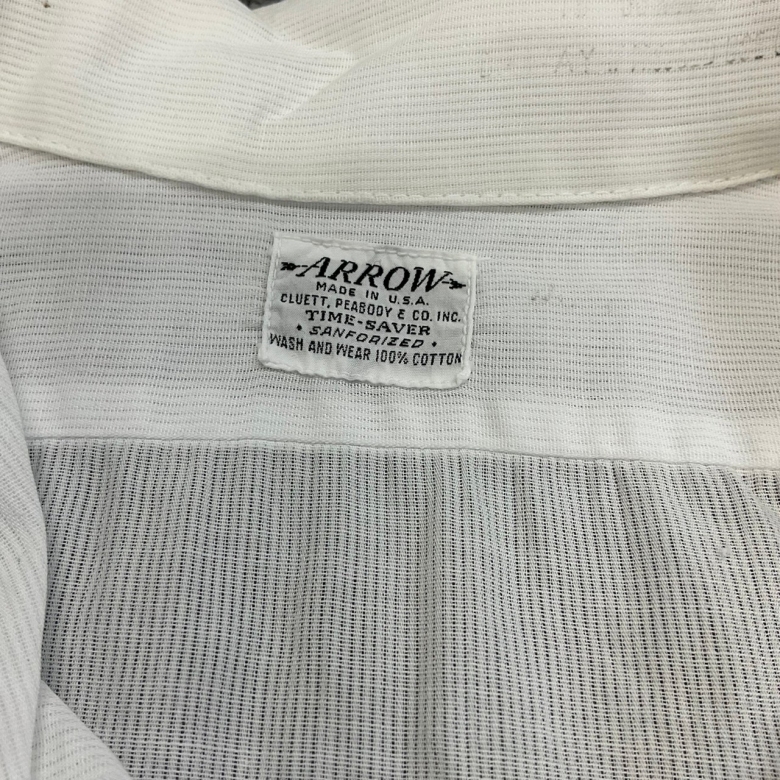 ARROW
MADE IN U.S.A.
CLUETT, PEABODY & CO. INC.
TIME-SAVER
• SANFORIZED •
WASH AND WEAR 100% COTTON